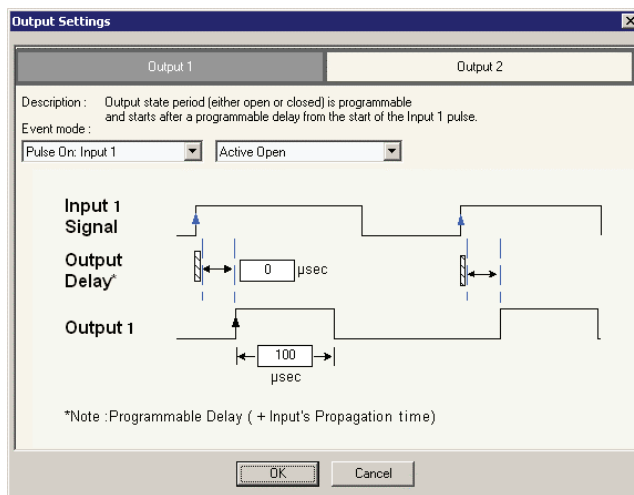 Output Settings
Output 1
Output 2
Description : Output state period (either open or closed) is programmable
and starts after a programmable delay from the start of the Input 1 pulse.
Event mode :
Pulse On: Input 1
Active Open
Input 1
Signal
Output
Delay*
0 µsec
Output 1
100
µsec
*Note :Programmable Delay ( + Input's Propagation time)
OK
Cancel